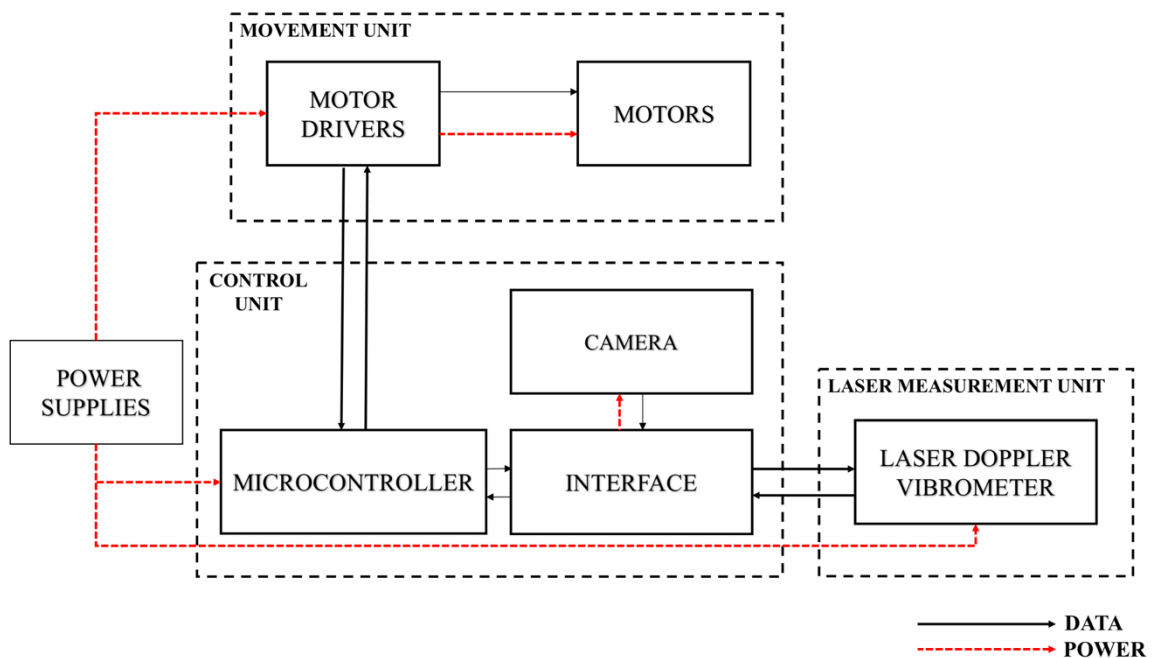 MOVEMENT UNIT
MOTOR
DRIVERS
MOTORS
CONTROL
UNIT
CAMERA
POWER
SUPPLIES
LASER MEASUREMENT UNIT
MICROCONTROLLER
INTERFACE
LASER DOPPLER
VIBROMETER
DATA
POWER